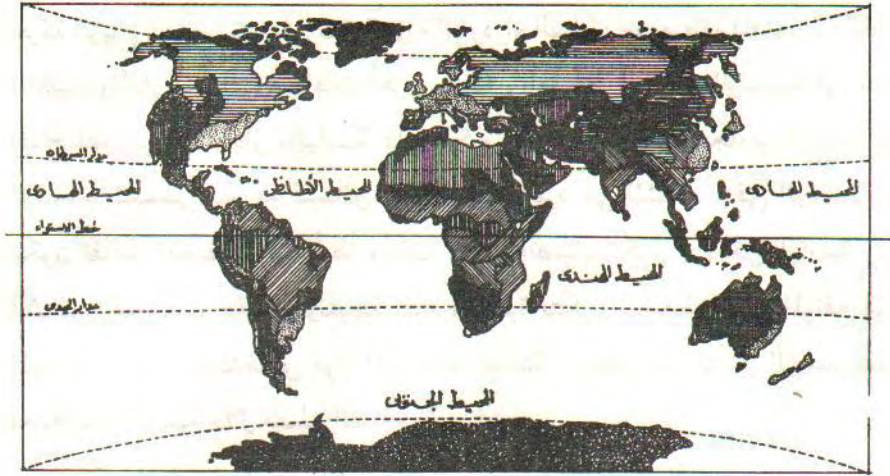 مدار السرطان
المحيط الهادى
المحيط الأطلنطى
المحيط الهادى
خط الاستواء
المحيط الهندى
مدار الجدى
المحيط الجنوبى